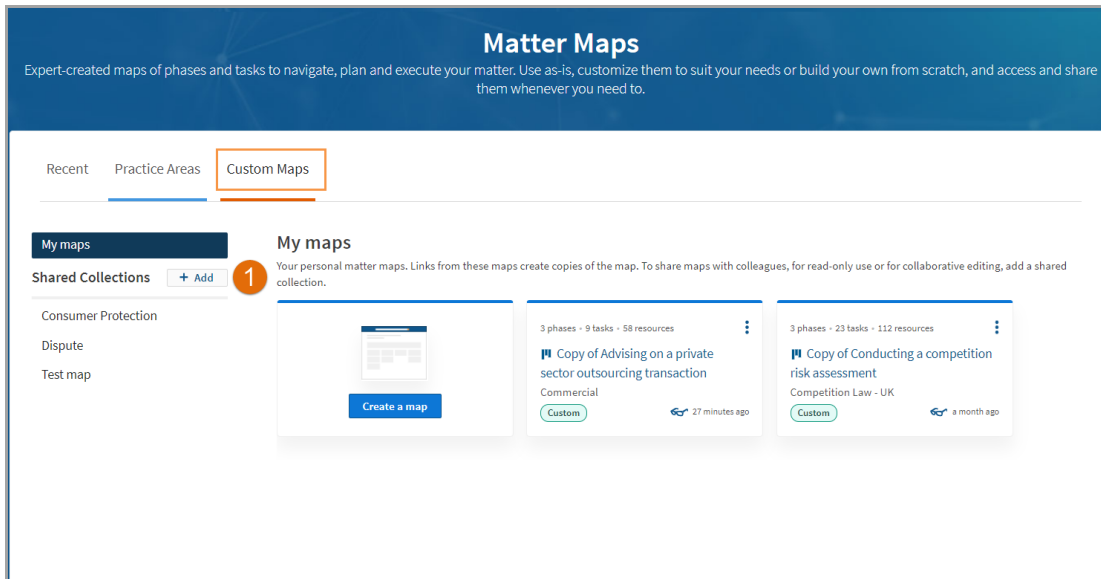 Matter Maps
Expert-created maps of phases and tasks to navigate, plan and execute your matter. Use as-is, customize them to suit your needs or build your own from scratch, and access and share
them whenever you need to.
Recent
Practice Areas
Custom Maps
My maps
Shared Collections
+ Add
1
Consumer Protection
Dispute
Test map
My maps
Your personal matter maps. Links from these maps create copies of the map. To share maps with colleagues, for read-only use or for collaborative editing, add a shared
collection.
Create a map
3 phases - 9 tasks - 58 resources
Copy of Advising on a private
sector outsourcing transaction
Commercial
Custom
27 minutes ago
3 phases - 23 tasks - 112 resources
Copy of Conducting a competition
risk assessment
Competition Law - UK
Custom
a month ago